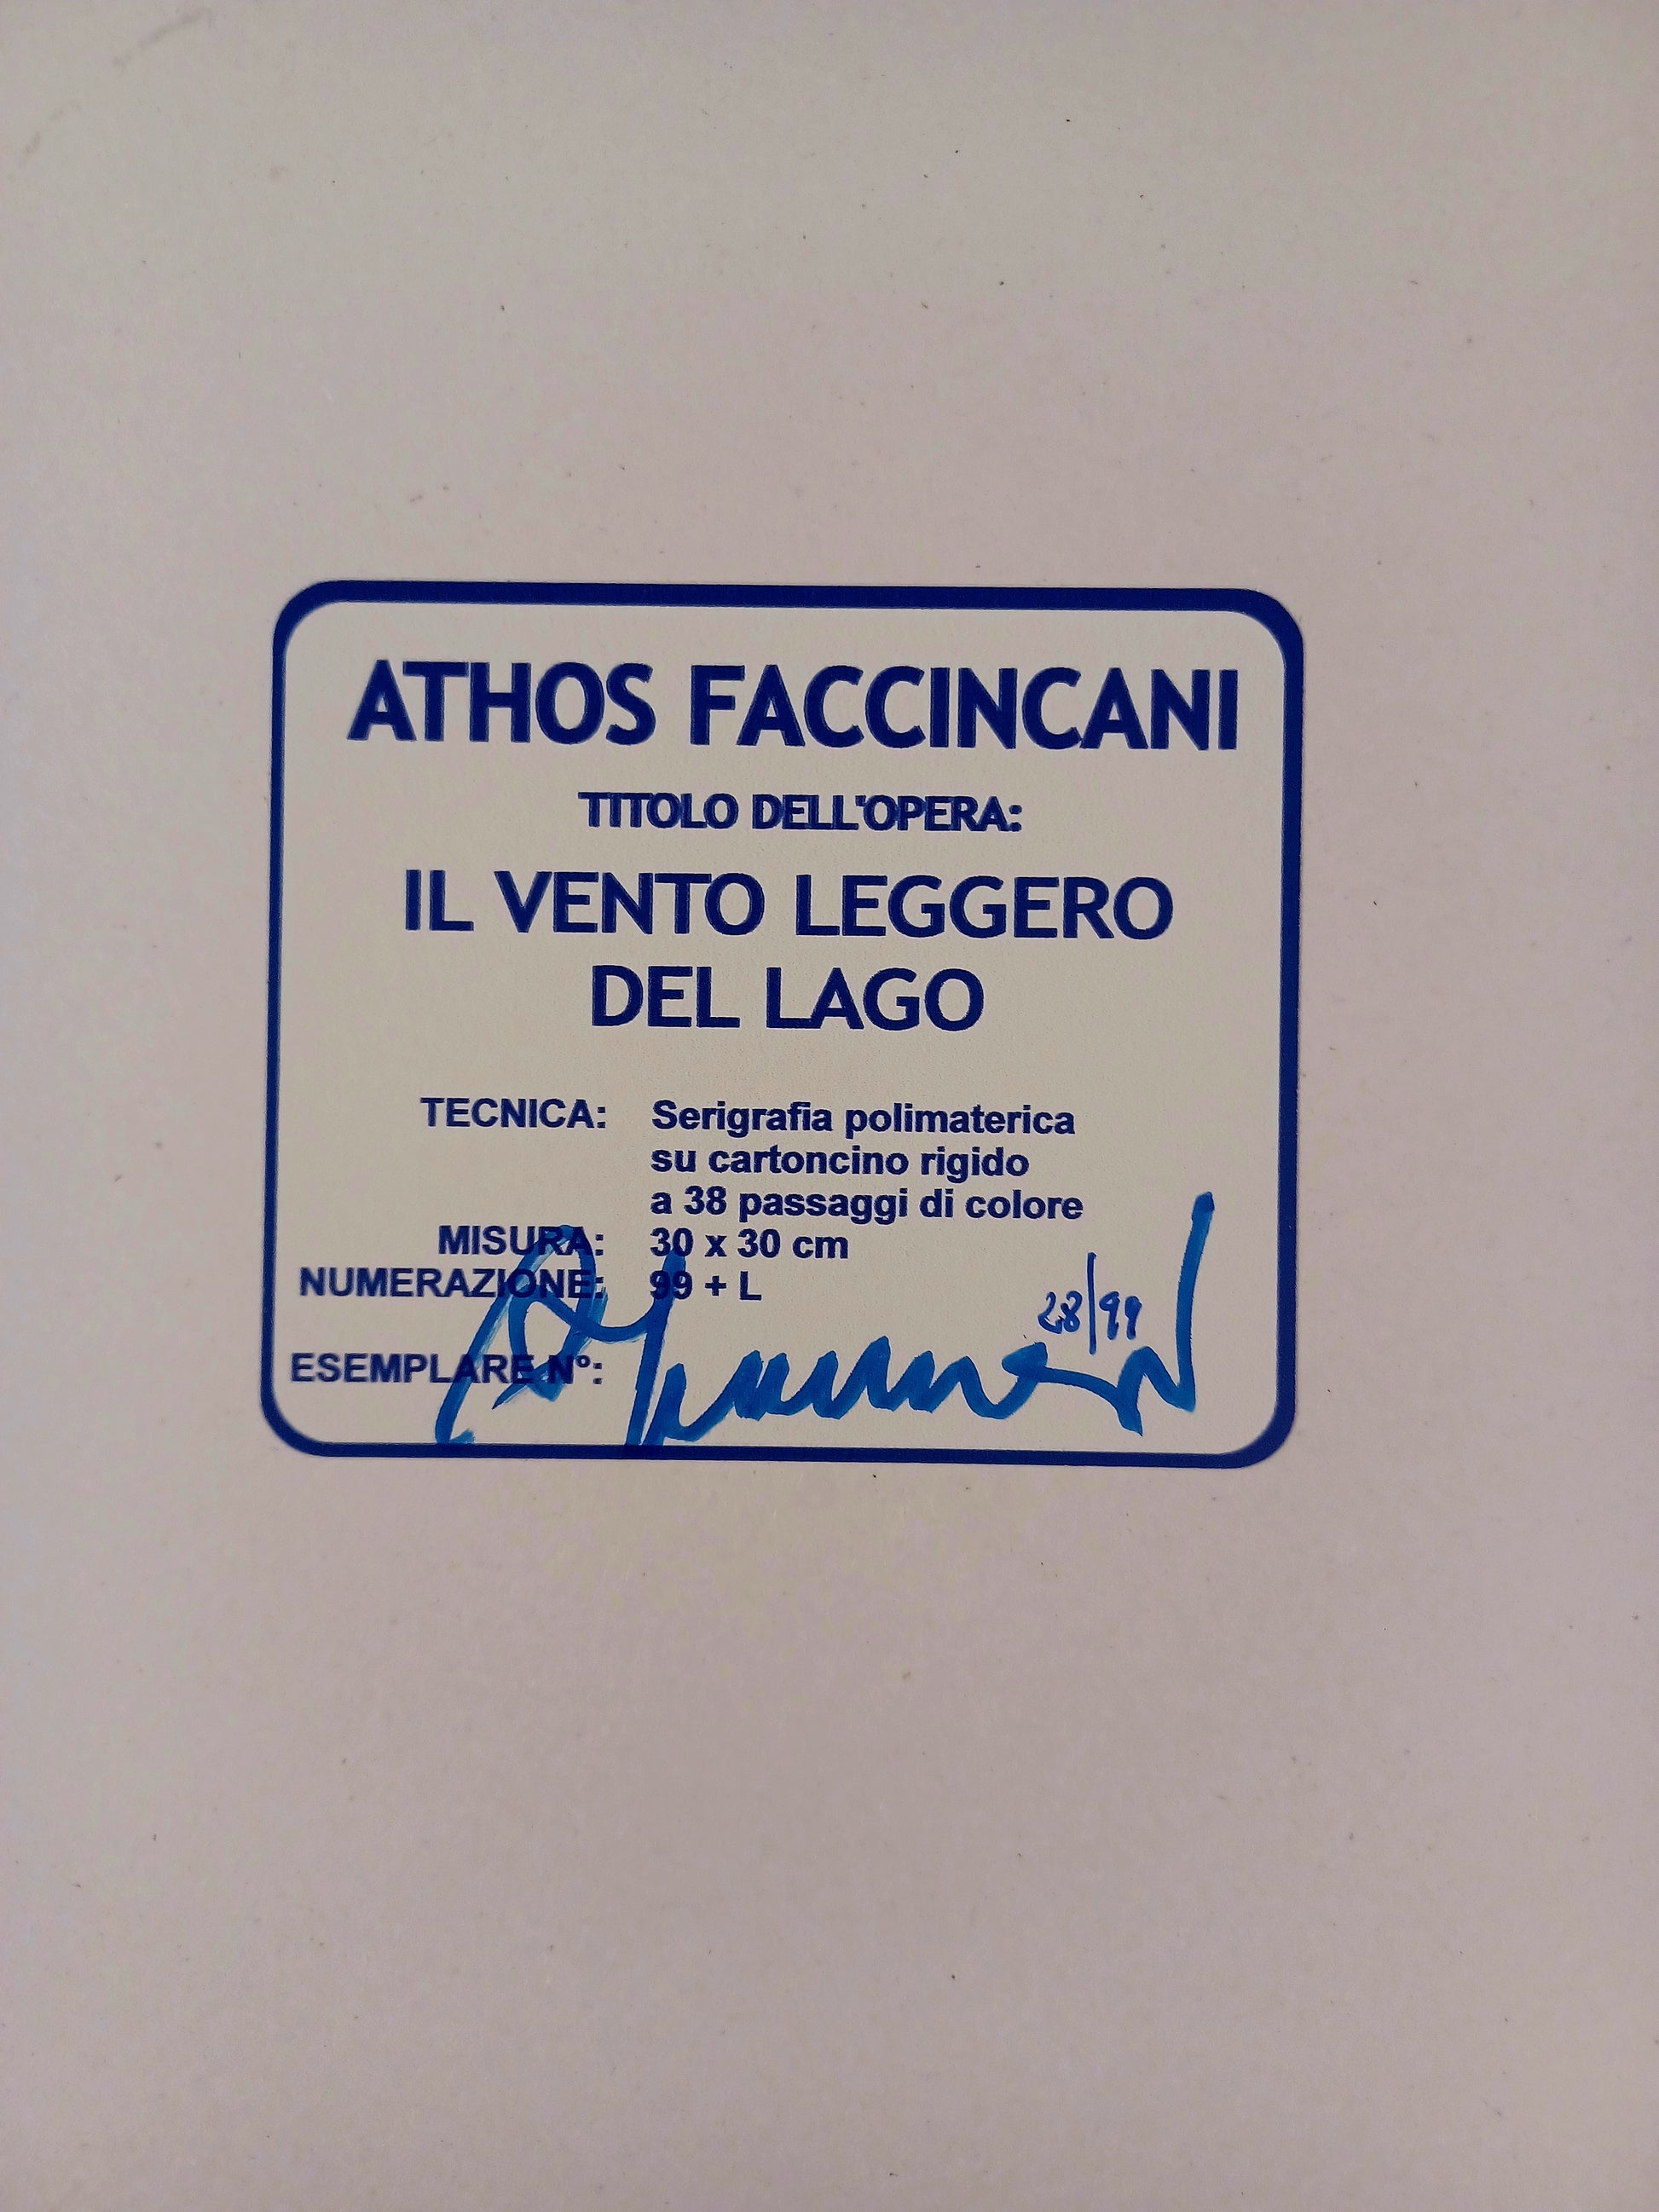 ATHOS FACCINCANI
TITOLO DELL'OPERA:
IL VENTO LEGGERO
DEL LAGO
TECNICA: Serigrafia polimaterica
su cartoncino rigido
a 38 passaggi di colore
MISURA: 30 x 30 cm
NUMERAZIONE: 99 + L
28/99
ESEMPLARE N°: